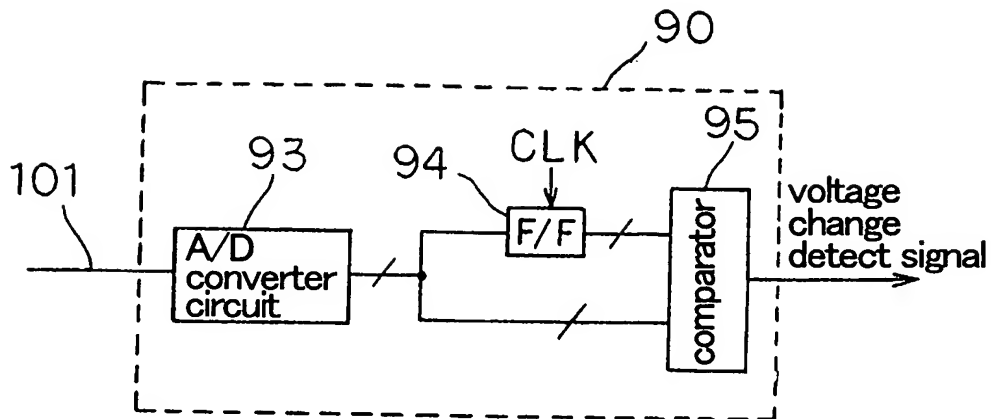 90
101
93
A/D
converter
circuit
94
CLK
F/F
95
comparator
voltage
change
detect signal